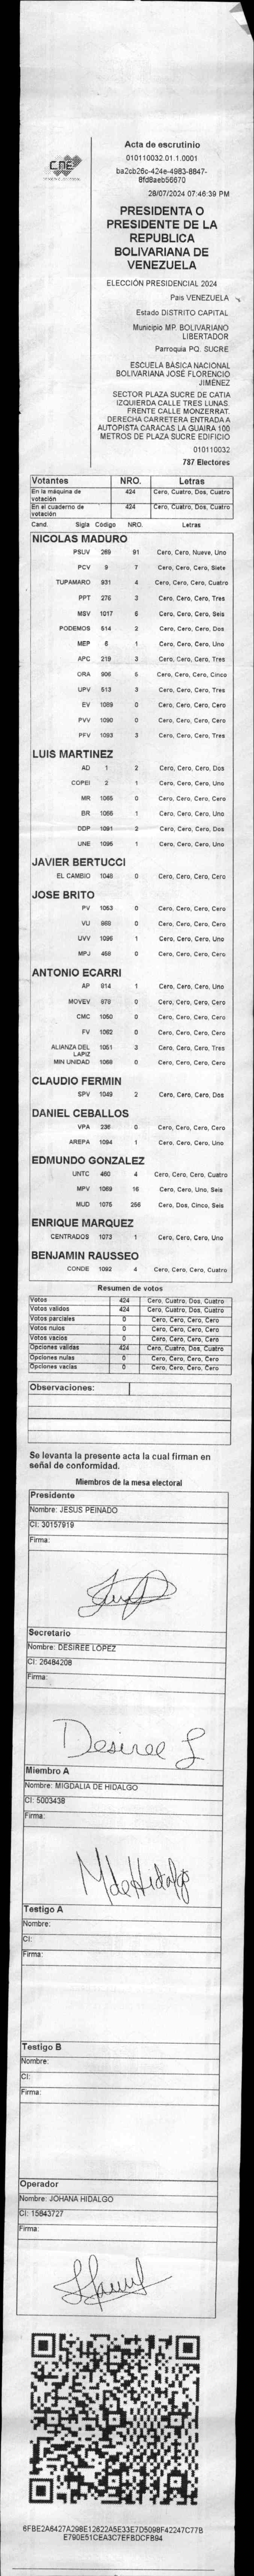 CNE
Acta de escrutinio
010110032.01.1.0001
ba2cb26c-424e-4983-8847-
8fd8aeb56670
28/07/2024 07:46:39 PM
PRESIDENTA O
PRESIDENTE DE LA
REPUBLICA
BOLIVARIANA DE
VENEZUELA
ELECCIÓN PRESIDENCIAL 2024
Pais VENEZUELA
Estado DISTRITO CAPITAL
Municipio MP. BOLIVARIANO
LIBERTADOR
Parroquia PQ. SUCRE
ESCUELA BÁSICA NACIONAL
BOLIVARIANA JOSÉ FLORENCIO
JIMÉNEZ
SECTOR PLAZA SUCRE DE CATIA
IZQUIERDA CALLE TRES LUNAS.
FRENTE CALLE MONZERRAT.
DERECHA CARRETERA ENTRADA A
AUTOPISTA CARACAS LA GUAIRA 100
METROS DE PLAZA SUCRE EDIFICIO
010110032
787 Electores
Votantes NRO. Letras
En la máquina de votación 424 Cero, Cuatro, Dos, Cuatro
En el cuaderno de votación 424 Cero, Cuatro, Dos, Cuatro
Cand. Sigla Código NRO. Letras
NICOLAS MADURO
PSUV 269 91 Cero, Cero, Nueve, Uno
PCV 9 7 Cero, Cero, Cero, Siete
TUPAMARO 931 4 Cero, Cero, Cero, Cuatro
PPT 276 3 Cero, Cero, Cero, Tres
MSV 1017 6 Cero, Cero, Cero, Seis
PODEMOS 514 2 Cero, Cero, Cero, Dos
MEP 6 1 Cero, Cero, Cero, Uno
APC 219 3 Cero, Cero, Cero, Tres
ORA 906 5 Cero, Cero, Cero, Cinco
UPV 513 3 Cero, Cero, Cero, Tres
EV 1089 0 Cero, Cero, Cero, Cero
PVV 1090 0 Cero, Cero, Cero, Cero
PFV 1093 3 Cero, Cero, Cero, Tres
LUIS MARTINEZ
AD 1 2 Cero, Cero, Cero, Dos
COPEI 2 1 Cero, Cero, Cero, Uno
MR 1065 0 Cero, Cero, Cero, Cero
BR 1066 1 Cero, Cero, Cero, Uno
DDP 1091 2 Cero, Cero, Cero, Dos
UNE 1095 1 Cero, Cero, Cero, Uno
JAVIER BERTUCCI
EL CAMBIO 1048 0 Cero, Cero, Cero, Cero
JOSE BRITO
PV 1053 0 Cero, Cero, Cero, Cero
VU 868 0 Cero, Cero, Cero, Cero
UVV 1096 1 Cero, Cero, Cero, Uno
MPJ 458 0 Cero, Cero, Cero, Cero
ANTONIO ECARRI
AP 914 1 Cero, Cero, Cero, Uno
MOVEV 979 0 Cero, Cero, Cero, Cero
CMC 1050 0 Cero, Cero, Cero, Cero
FV 1062 0 Cero, Cero, Cero, Cero
ALIANZA DEL LAPIZ 1051 3 Cero, Cero, Cero, Tres
MIN UNIDAD 1068 0 Cero, Cero, Cero, Cero
CLAUDIO FERMIN
SPV 1049 2 Cero, Cero, Cero, Dos
DANIEL CEBALLOS
VPA 236 0 Cero, Cero, Cero, Cero
AREPA 1094 1 Cero, Cero, Cero, Uno
EDMUNDO GONZALEZ
UNTC 460 4 Cero, Cero, Cero, Cuatro
MPV 1069 16 Cero, Cero, Uno, Seis
MUD 1075 256 Cero, Dos, Cinco, Seis
ENRIQUE MARQUEZ
CENTRADOS 1073 1 Cero, Cero, Cero, Uno
BENJAMIN RAUSSEO
CONDE 1092 4 Cero, Cero, Cero, Cuatro
Resumen de votos
Votos 424 Cero, Cuatro, Dos, Cuatro
Votos validos 424 Cero, Cuatro, Dos, Cuatro
Votos parciales 0 Cero, Cero, Cero, Cero
Votos nulos 0 Cero, Cero, Cero, Cero
Votos vacios 0 Cero, Cero, Cero, Cero
Opciones validas 424 Cero, Cuatro, Dos, Cuatro
Opciones nulas 0 Cero, Cero, Cero, Cero
Opciones vacías 0 Cero, Cero, Cero, Cero
Observaciones:
Se levanta la presente acta la cual firman en
señal de conformidad.
Miembros de la mesa electoral
Presidente
Nombre: JESUS PEINADO
CI: 30157919
Firma:
Secretario
Nombre: DESIREE LOPEZ
CI: 26484208
Firma:
Desiree L
Miembro A
Nombre: MIGDALIA DE HIDALGO
CI: 5003438
Firma:
M de Hidalgo
Testigo A
Nombre:
CI:
Firma:
Testigo B
Nombre:
CI:
Firma:
Operador
Nombre: JOHANA HIDALGO
CI: 15843727
Firma:
6FBE2A6427A298E12622A5E33E7D5098F42247C77B
E790E51CEA3C7EFBDCFB94